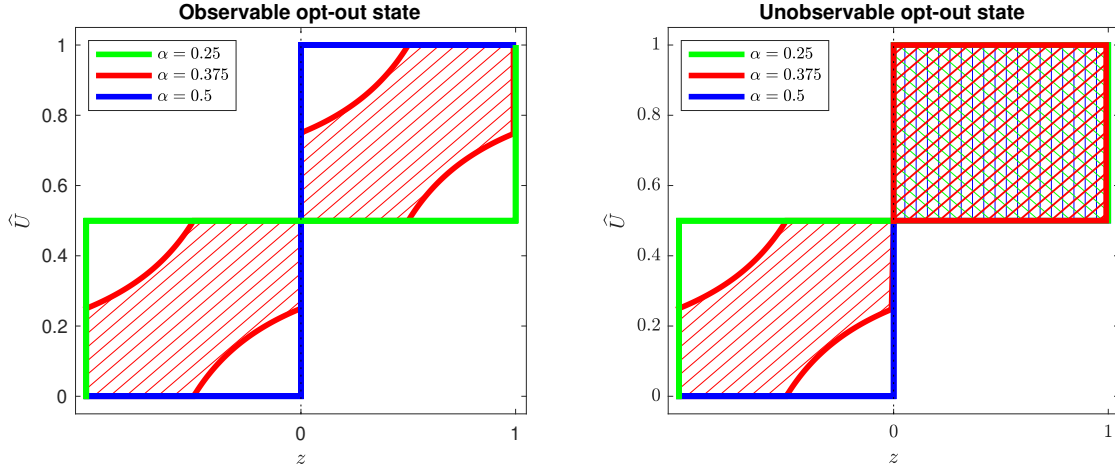 Observable opt-out state
α = 0.25
α = 0.375
α = 0.5
1
0.8
0.6
0.4
0.2
0
Û
0
1
z
Unobservable opt-out state
α = 0.25
α = 0.375
α = 0.5
1
0.8
0.6
0.4
0.2
0
Û
0
1
z